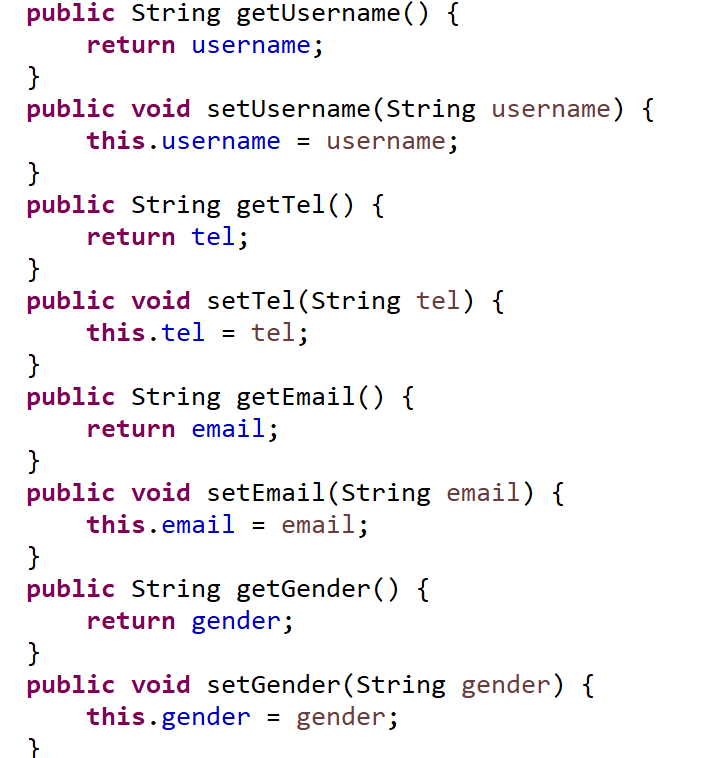 public String getUsername() {
    return username;
}
public void setUsername(String username) {
    this.username = username;
}
public String getTel() {
    return tel;
}
public void setTel(String tel) {
    this.tel = tel;
}
public String getEmail() {
    return email;
}
public void setEmail(String email) {
    this.email = email;
}
public String getGender() {
    return gender;
}
public void setGender(String gender) {
    this.gender = gender;
}